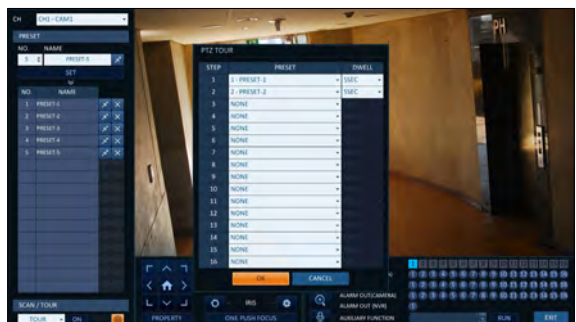 CH CH1 - CAM1
PRESET
NO. NAME
5 PRESET-5
SET
NO. NAME
1 PRESET-1
2 PRESET-2
3 PRESET-3
4 PRESET-4
5 PRESET-5
SCAN / TOUR
TOUR ON
PTZ TOUR
STEP PRESET DWELL
1 1 - PRESET-1 5SEC
2 2 - PRESET-2 5SEC
3 NONE
4 NONE
5 NONE
6 NONE
7 NONE
8 NONE
9 NONE
10 NONE
11 NONE
12 NONE
13 NONE
14 NONE
15 NONE
16 NONE
OK CANCEL
PH
IRIS
PROPERTY ONE PUSH FOCUS
ALARM OUT(CAMERA)
ALARM OUT (NVR)
AUXILIARY FUNCTION
RUN EXIT